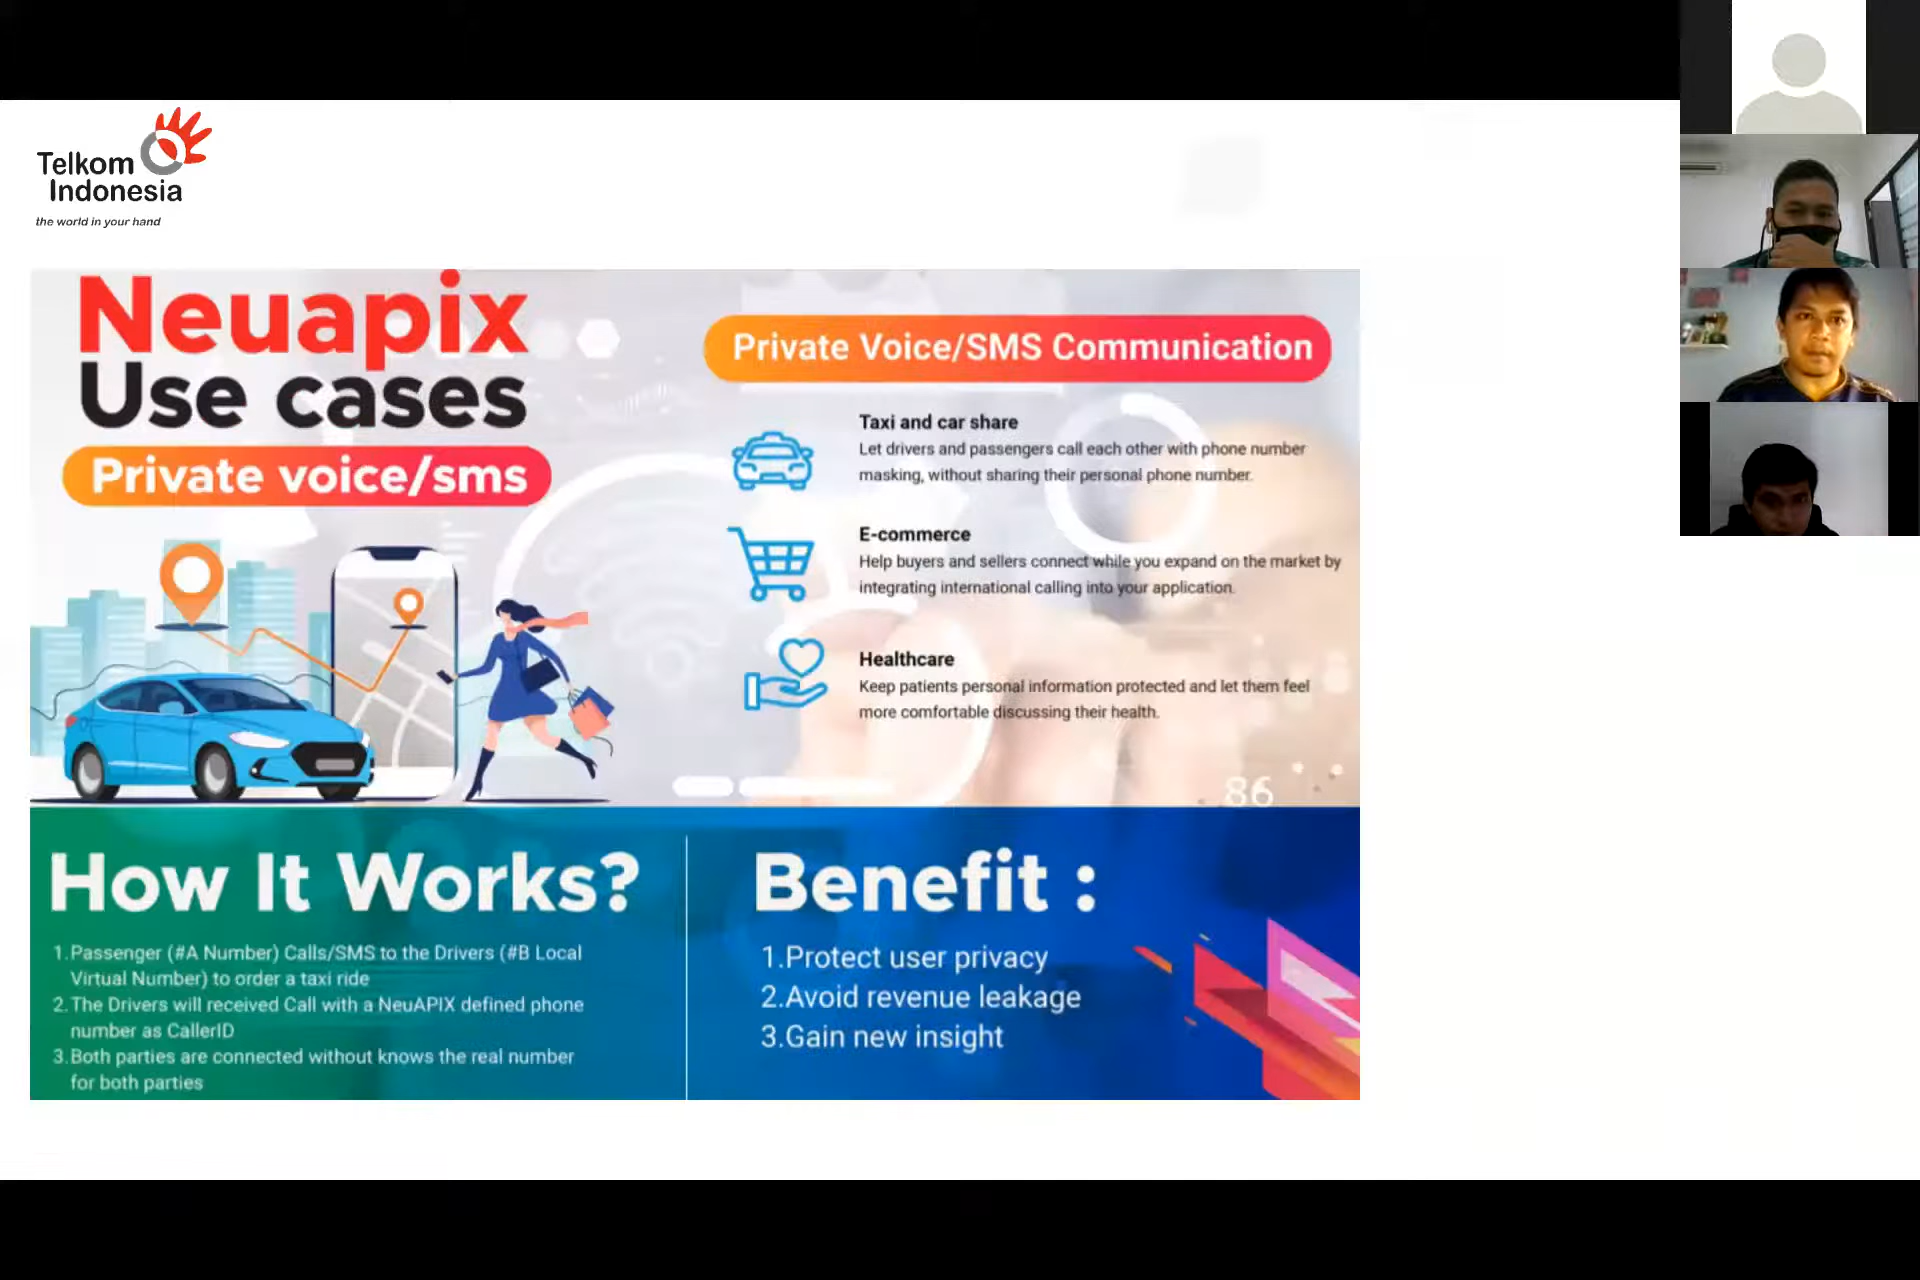 Telkom
Indonesia
the world in your hand
Neuapix
Use cases
Private voice/sms
Private Voice/SMS Communication
Taxi and car share
Let drivers and passengers call each other with phone number
masking, without sharing their personal phone number.
E-commerce
Help buyers and sellers connect while you expand on the market by
integrating international calling into your application.
Healthcare
Keep patients personal information protected and let them feel
more comfortable discussing their health.
86
How It Works?
1.Passenger (#A Number) Calls/SMS to the Drivers (#B Local
Virtual Number) to order a taxi ride
2.The Drivers will received Call with a NeuAPIX defined phone
number as CallerID
3.Both parties are connected without knows the real number
for both parties
Benefit :
1.Protect user privacy
2.Avoid revenue leakage
3.Gain new insight